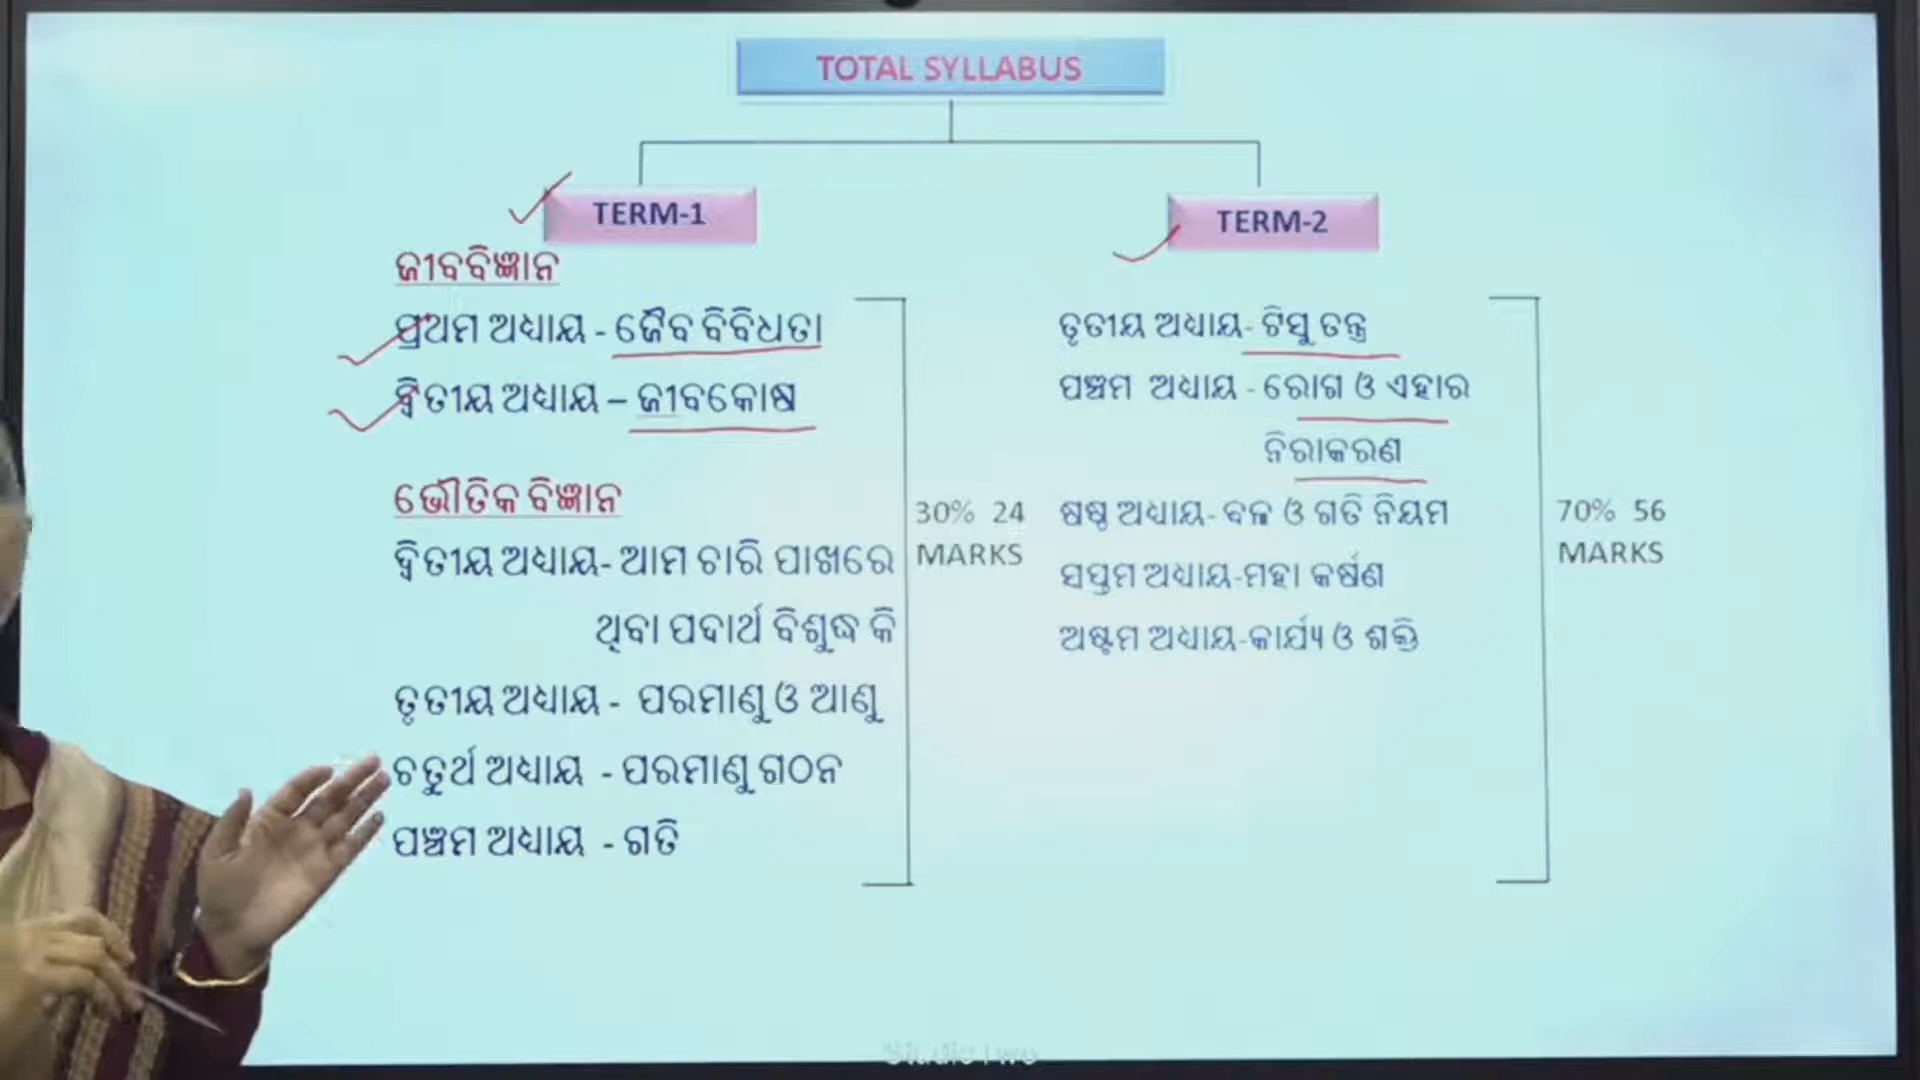 TOTAL SYLLABUS
TERM-1
ଜୀବବିଜ୍ଞାନ
ପ୍ରଥମ ଅଧ୍ୟାୟ - ଜୈବ ବିବିଧତା
ଦ୍ୱିତୀୟ ଅଧ୍ୟାୟ – ଜୀବକୋଷ
ଭୌତିକ ବିଜ୍ଞାନ
ଦ୍ୱିତୀୟ ଅଧ୍ୟାୟ- ଆମ ଚାରି ପାଖରେ
ଥିବା ପଦାର୍ଥ ବିଶୁଦ୍ଧ କି
ତୃତୀୟ ଅଧ୍ୟାୟ - ପରମାଣୁ ଓ ଆଣୁ
ଚତୁର୍ଥ ଅଧ୍ୟାୟ - ପରମାଣୁ ଗଠନ
ପଞ୍ଚମ ଅଧ୍ୟାୟ - ଗତି
30% 24
MARKS
TERM-2
ତୃତୀୟ ଅଧ୍ୟାୟ- ଟିସୁ ତନ୍ତ୍ର
ପଞ୍ଚମ ଅଧ୍ୟାୟ - ରୋଗ ଓ ଏହାର
ନିରାକରଣ
ଷଷ୍ଠ ଅଧ୍ୟାୟ- ବଳ ଓ ଗତି ନିୟମ
ସପ୍ତମ ଅଧ୍ୟାୟ-ମହା କର୍ଷଣ
ଅଷ୍ଟମ ଅଧ୍ୟାୟ-କାର୍ଯ୍ୟ ଓ ଶକ୍ତି
70% 56
MARKS